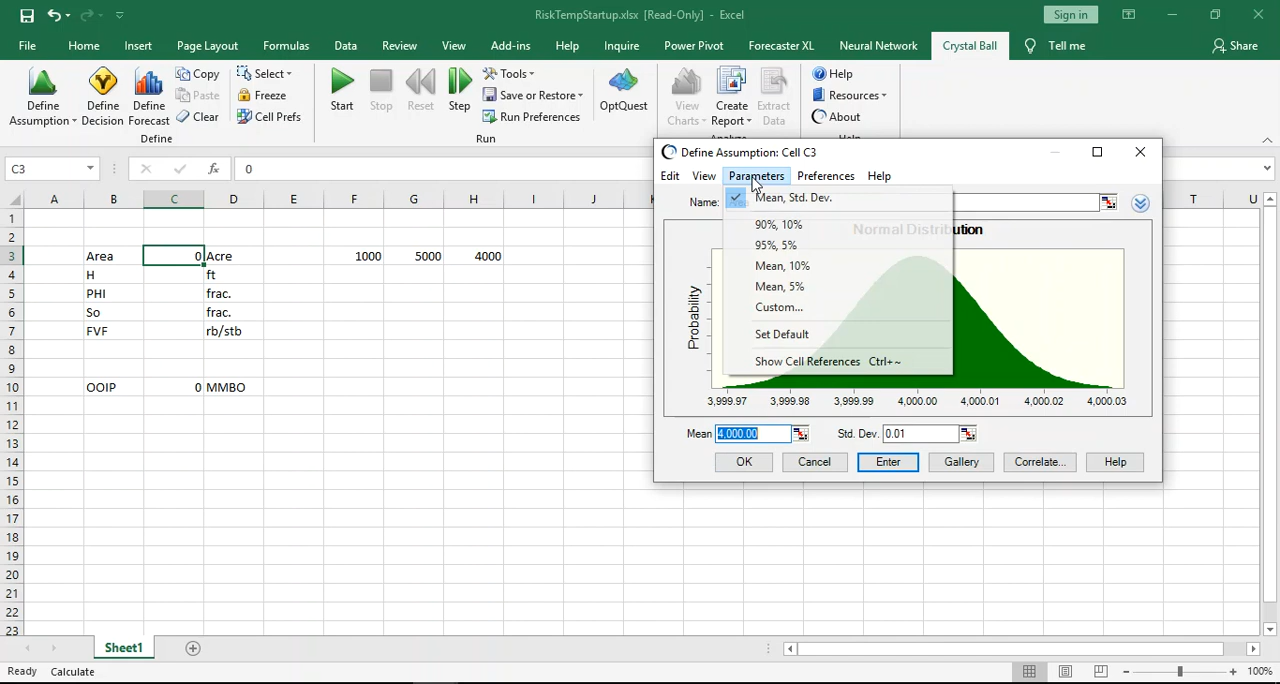 RiskTempStartup.xlsx [Read-Only] - Excel
Sign in
File Home Insert Page Layout Formulas Data Review View Add-ins Help Inquire Power Pivot Forecaster XL Neural Network Crystal Ball Tell me Share
Define Assumption
Define Decision
Define Forecast
Copy
Paste
Clear
Select
Freeze
Cell Prefs
Define
Start
Stop
Reset
Step
Tools
Save or Restore
Run Preferences
Run
OptQuest
View Charts
Create Report
Extract Data
Help
Resources
About
C3 fx 0
A B C D E F G H I J T U
1
2
3 Area 0 Acre 1000 5000 4000
4 H ft
5 PHI frac.
6 So frac.
7 FVF rb/stb
8
9
10 OOIP 0 MMBO
11
12
13
14
15
16
17
18
19
20
21
22
23
Define Assumption: Cell C3
Edit View Parameters Preferences Help
Name:
Mean, Std. Dev.
90%, 10%
95%, 5%
Mean, 10%
Mean, 5%
Custom...
Set Default
Show Cell References Ctrl+~
Normal Distribution
Probability
3,999.97 3,999.98 3,999.99 4,000.00 4,000.01 4,000.02 4,000.03
Mean 4,000.00 Std. Dev. 0.01
OK Cancel Enter Gallery Correlate... Help
Sheet1
Ready Calculate 100%